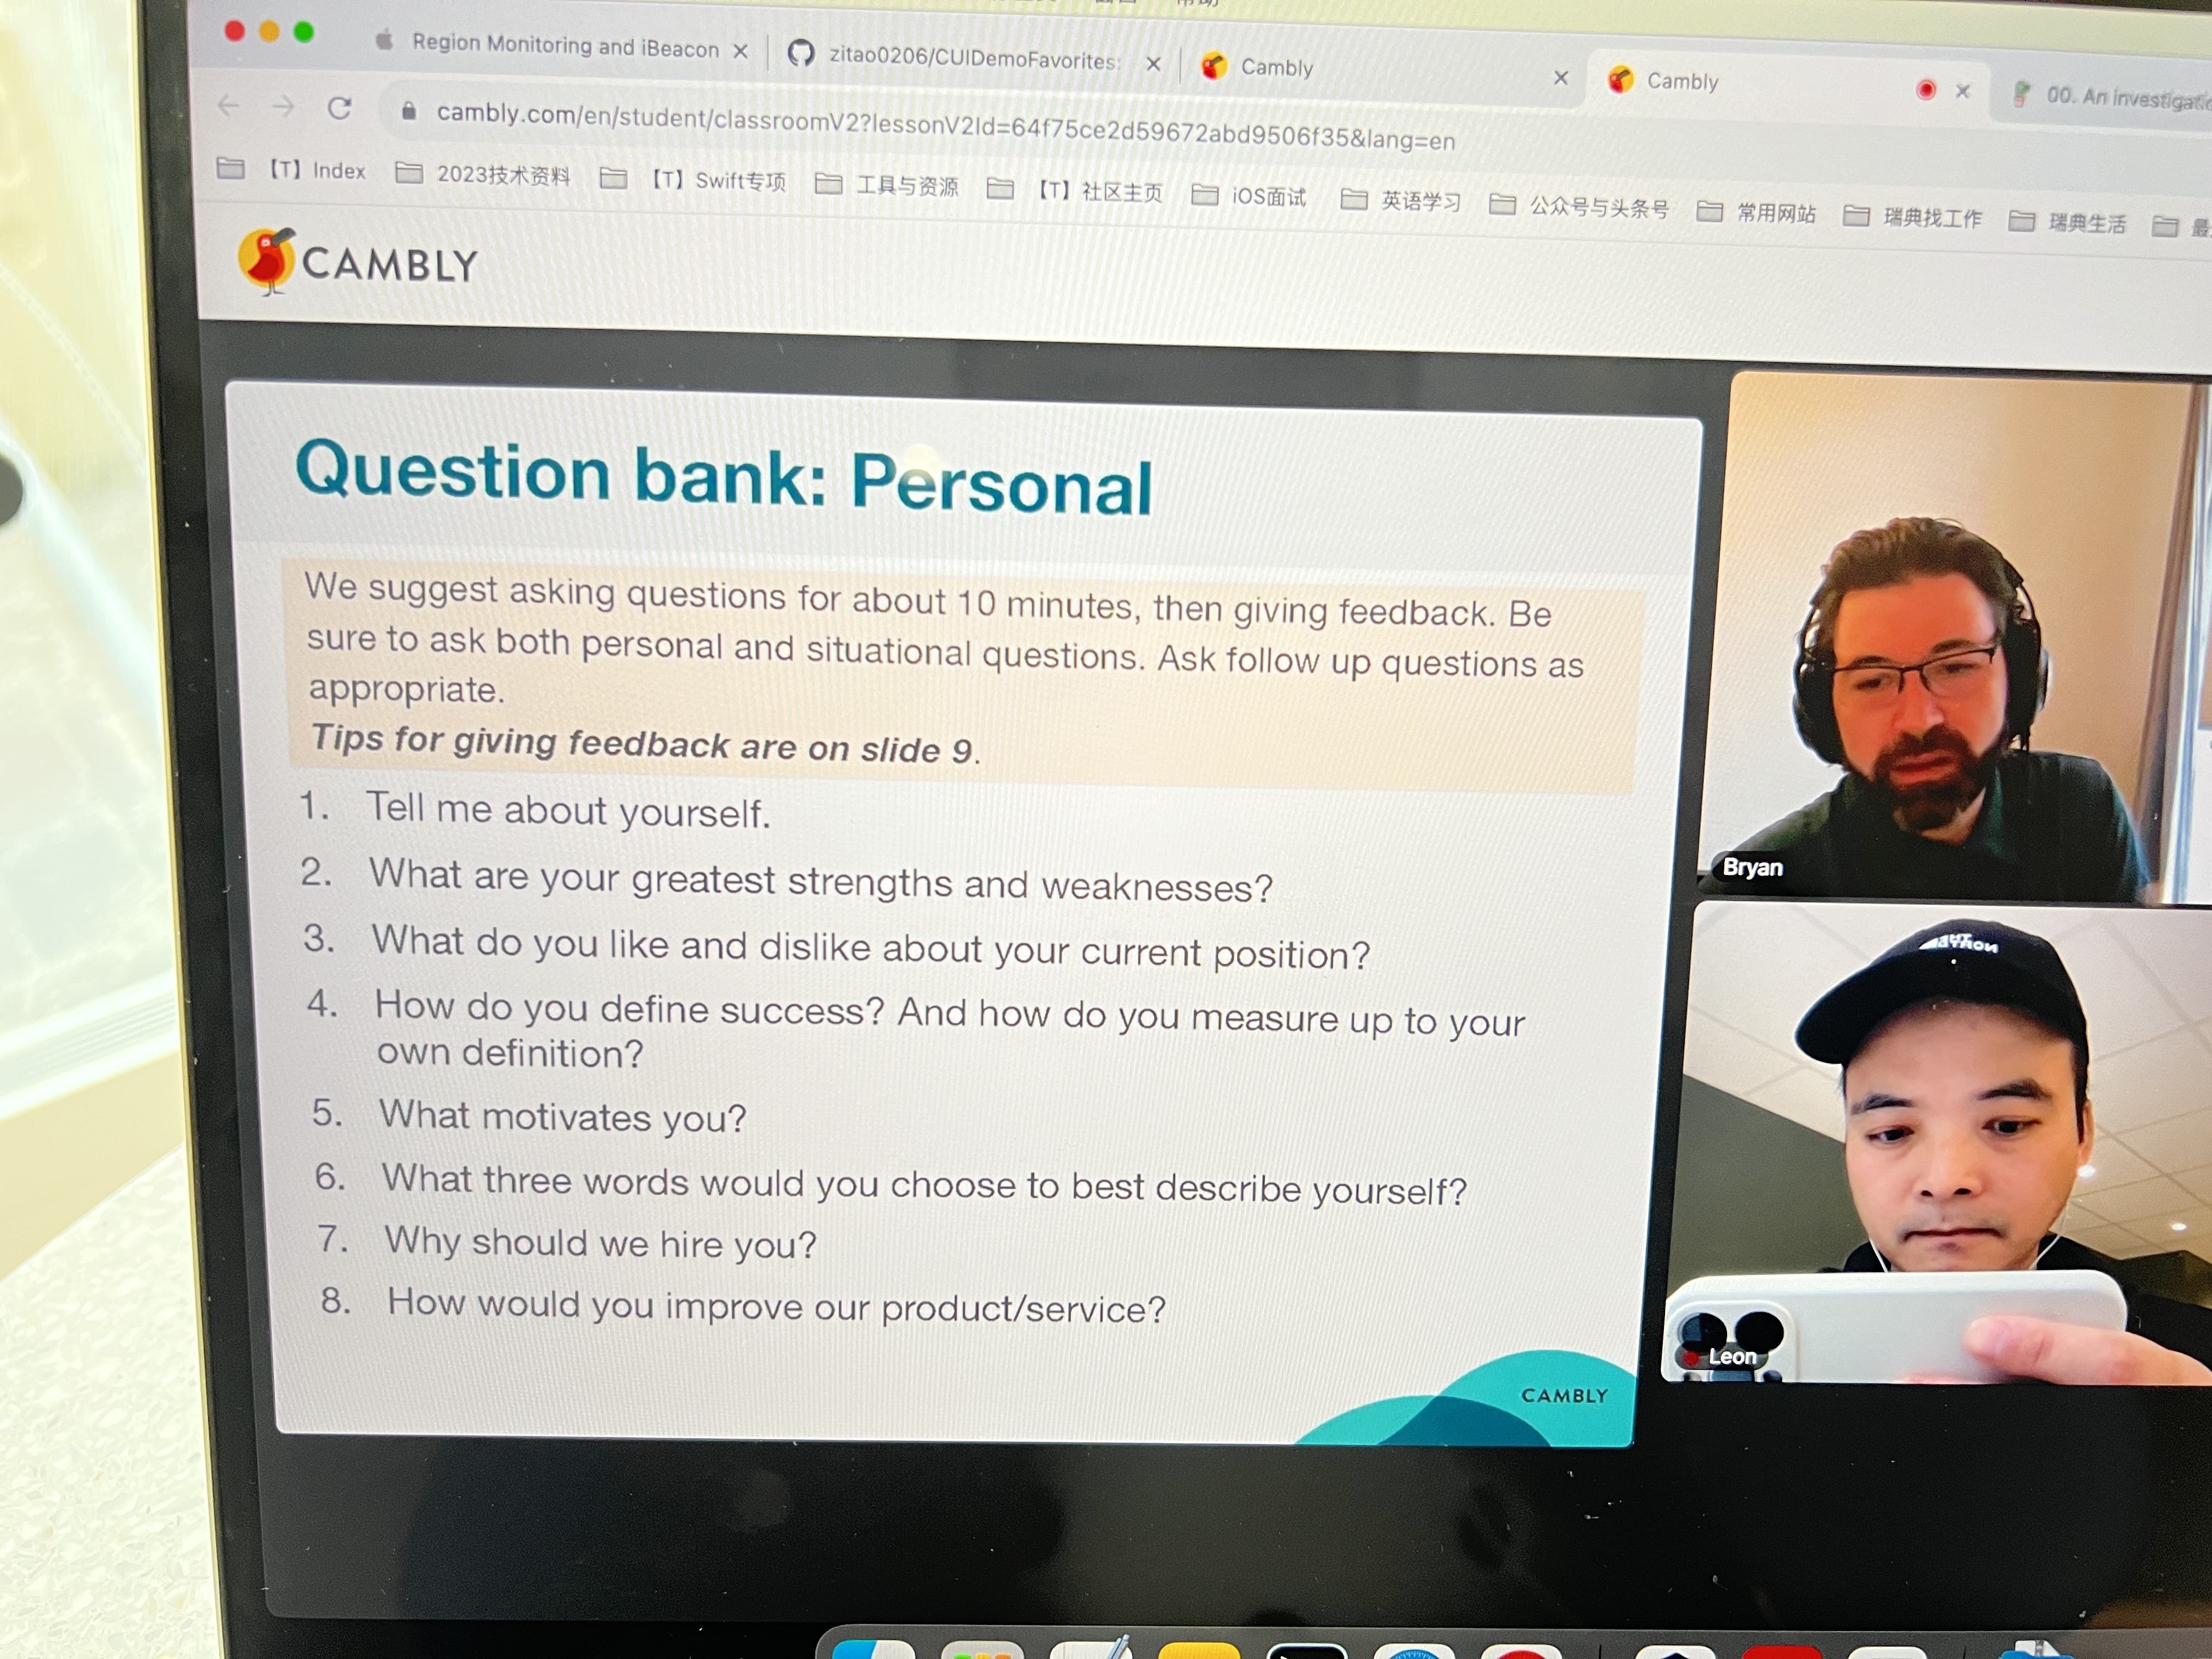 Region Monitoring and iBeacon
zitao0206/CUIDemoFavorites:
Cambly
Cambly
00. An investigatio
cambly.com/en/student/classroomV2?lessonV2Id=64f75ce2d59672abd9506f35&lang=en
【T】Index
2023技术资料
【T】Swift专项
工具与资源
【T】社区主页
iOS面试
英语学习
公众号与头条号
常用网站
瑞典找工作
瑞典生活
最
CAMBLY
Question bank: Personal
We suggest asking questions for about 10 minutes, then giving feedback. Be
sure to ask both personal and situational questions. Ask follow up questions as
appropriate.
Tips for giving feedback are on slide 9.
1. Tell me about yourself.
2. What are your greatest strengths and weaknesses?
3. What do you like and dislike about your current position?
4. How do you define success? And how do you measure up to your
own definition?
5. What motivates you?
6. What three words would you choose to best describe yourself?
7. Why should we hire you?
8. How would you improve our product/service?
CAMBLY
Bryan
THE
NORTH
Leon